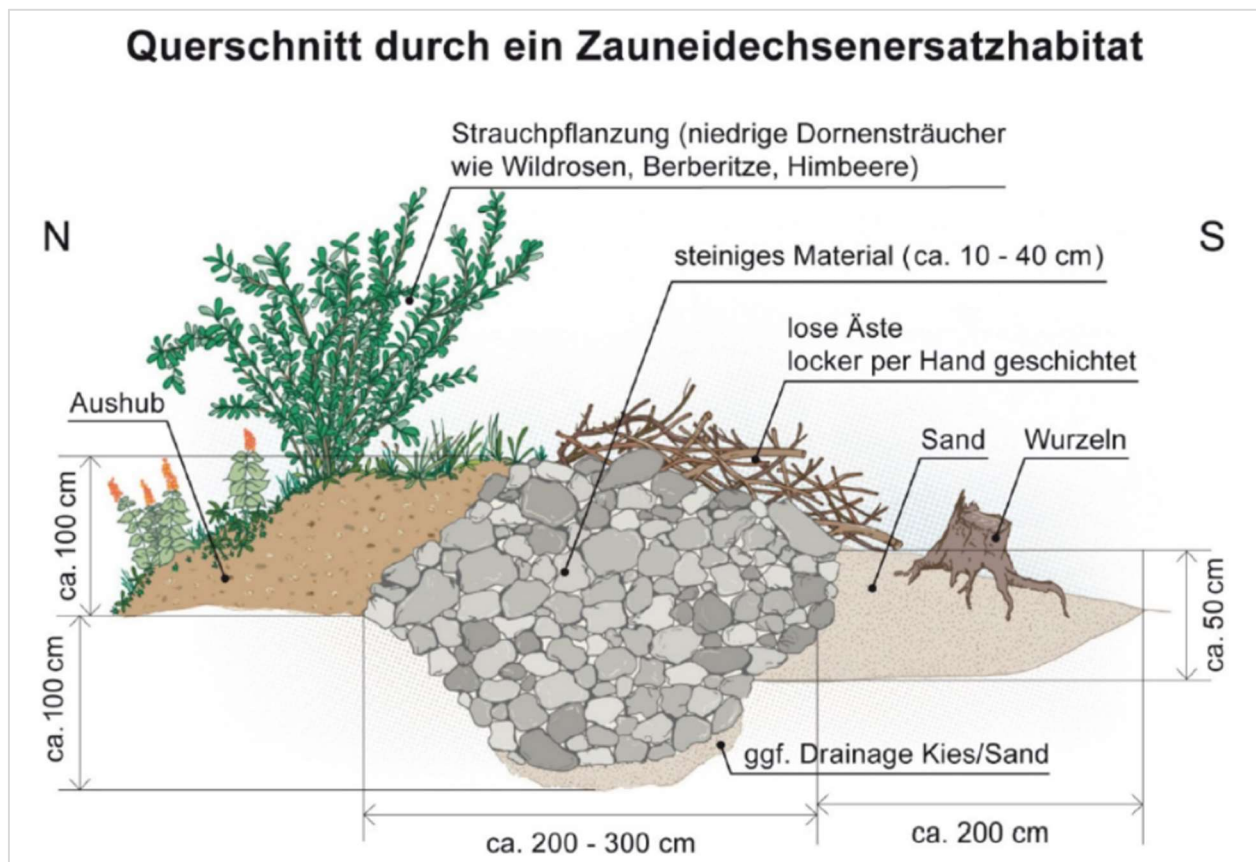 Querschnitt durch ein Zauneidechsenersatzhabitat
Strauchpflanzung (niedrige Dornensträucher
wie Wildrosen, Berberitze, Himbeere)
N
S
steiniges Material (ca. 10 - 40 cm)
lose Äste
locker per Hand geschichtet
Aushub
Sand
Wurzeln
ca. 100 cm
ca. 50 cm
ca. 100 cm
ggf. Drainage Kies/Sand
ca. 200 - 300 cm
ca. 200 cm